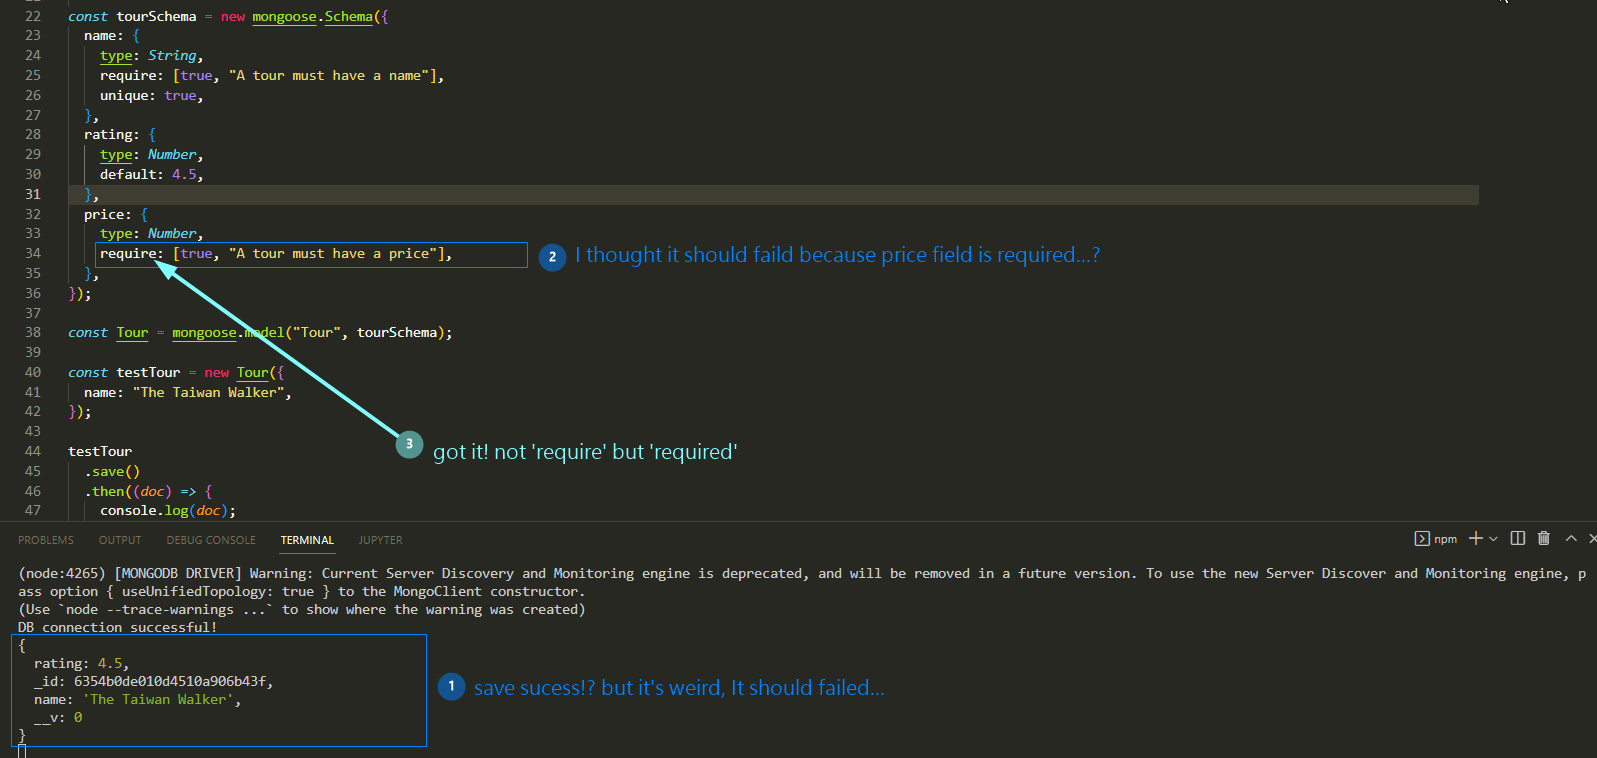 22 const tourSchema = new mongoose.Schema({
23 name: {
24 type: String,
25 require: [true, "A tour must have a name"],
26 unique: true,
27 },
28 rating: {
29 type: Number,
30 default: 4.5,
31 },
32 price: {
33 type: Number,
34 require: [true, "A tour must have a price"],
2 I thought it should faild because price field is required...?
35 },
36 });
37
38 const Tour = mongoose.model("Tour", tourSchema);
39
40 const testTour = new Tour({
41 name: "The Taiwan Walker",
42 });
43
3 got it! not 'require' but 'required'
44 testTour
45 .save()
46 .then((doc) => {
47 console.log(doc);
PROBLEMS OUTPUT DEBUG CONSOLE TERMINAL JUPYTER npm
(node:4265) [MONGODB DRIVER] Warning: Current Server Discovery and Monitoring engine is deprecated, and will be removed in a future version. To use the new Server Discover and Monitoring engine, p
ass option { useUnifiedTopology: true } to the MongoClient constructor.
(Use `node --trace-warnings ...` to show where the warning was created)
DB connection successful!
{
rating: 4.5,
_id: 6354b0de010d4510a906b43f,
1 save sucess!? but it's weird, It should failed...
name: 'The Taiwan Walker',
__v: 0
}